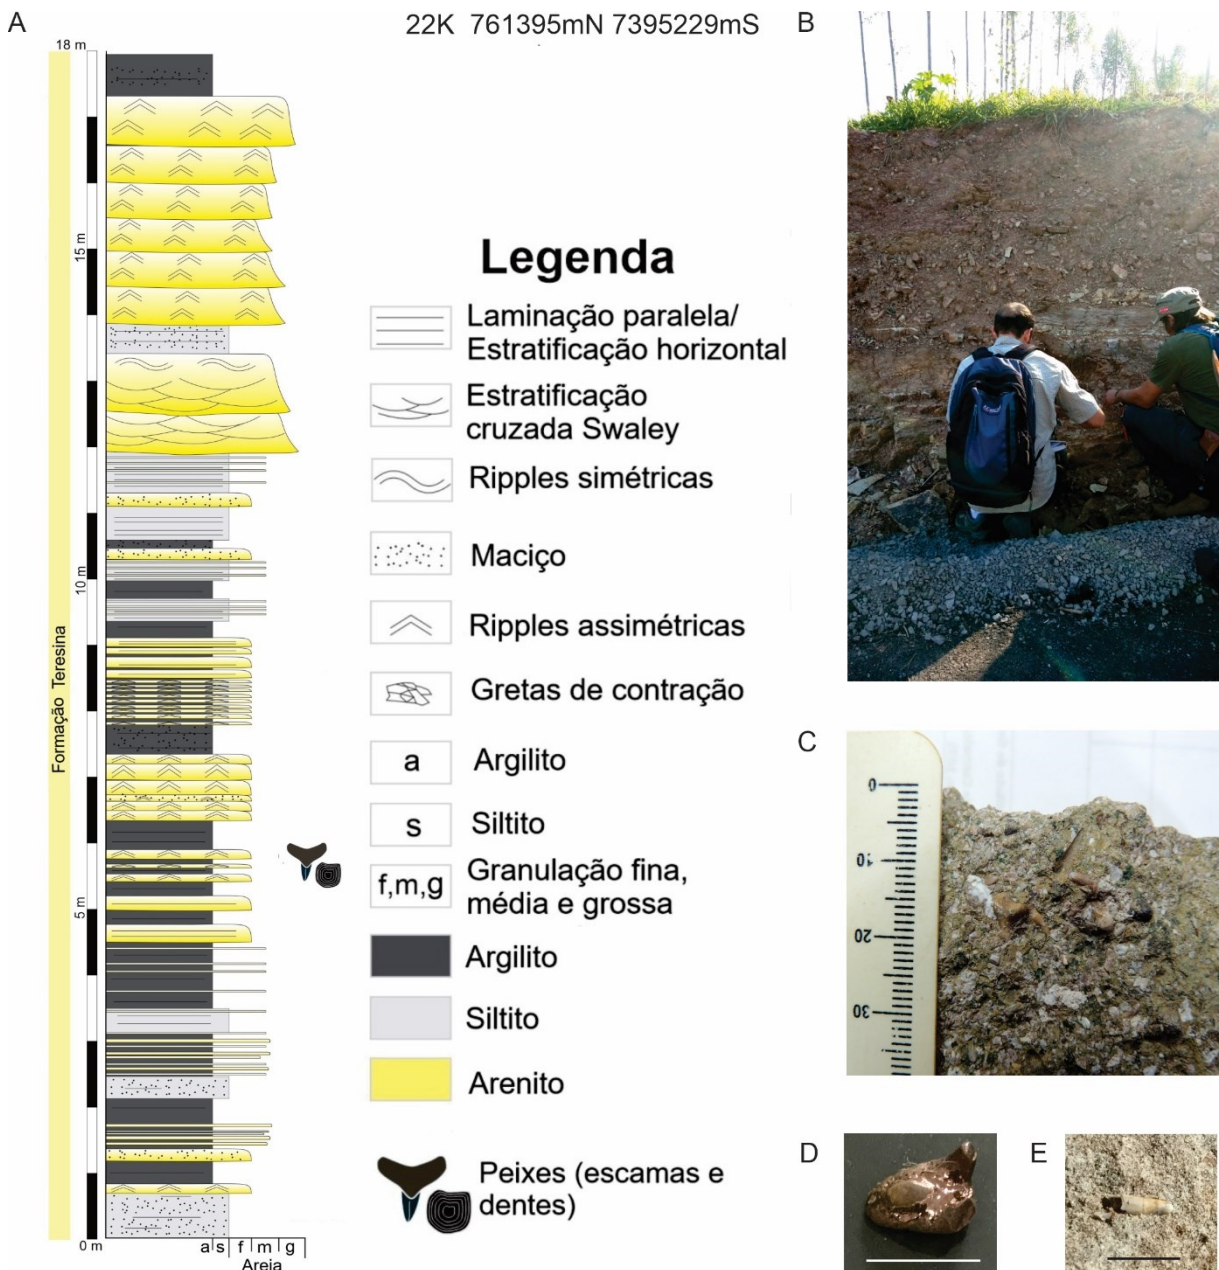 A
22K 761395mN 7395229mS
B
18 m
15 m
10 m
5 m
0 m
Formação Teresina
a s f m g
Areia
Legenda
Laminação paralela/
Estratificação horizontal
Estratificação
cruzada Swaley
Ripples simétricas
Maciço
Ripples assimétricas
Gretas de contração
a Argilito
s Siltito
f,m,g Granulação fina,
média e grossa
Argilito
Siltito
Arenito
Peixes (escamas e
dentes)
C
0
10
20
30
D
E